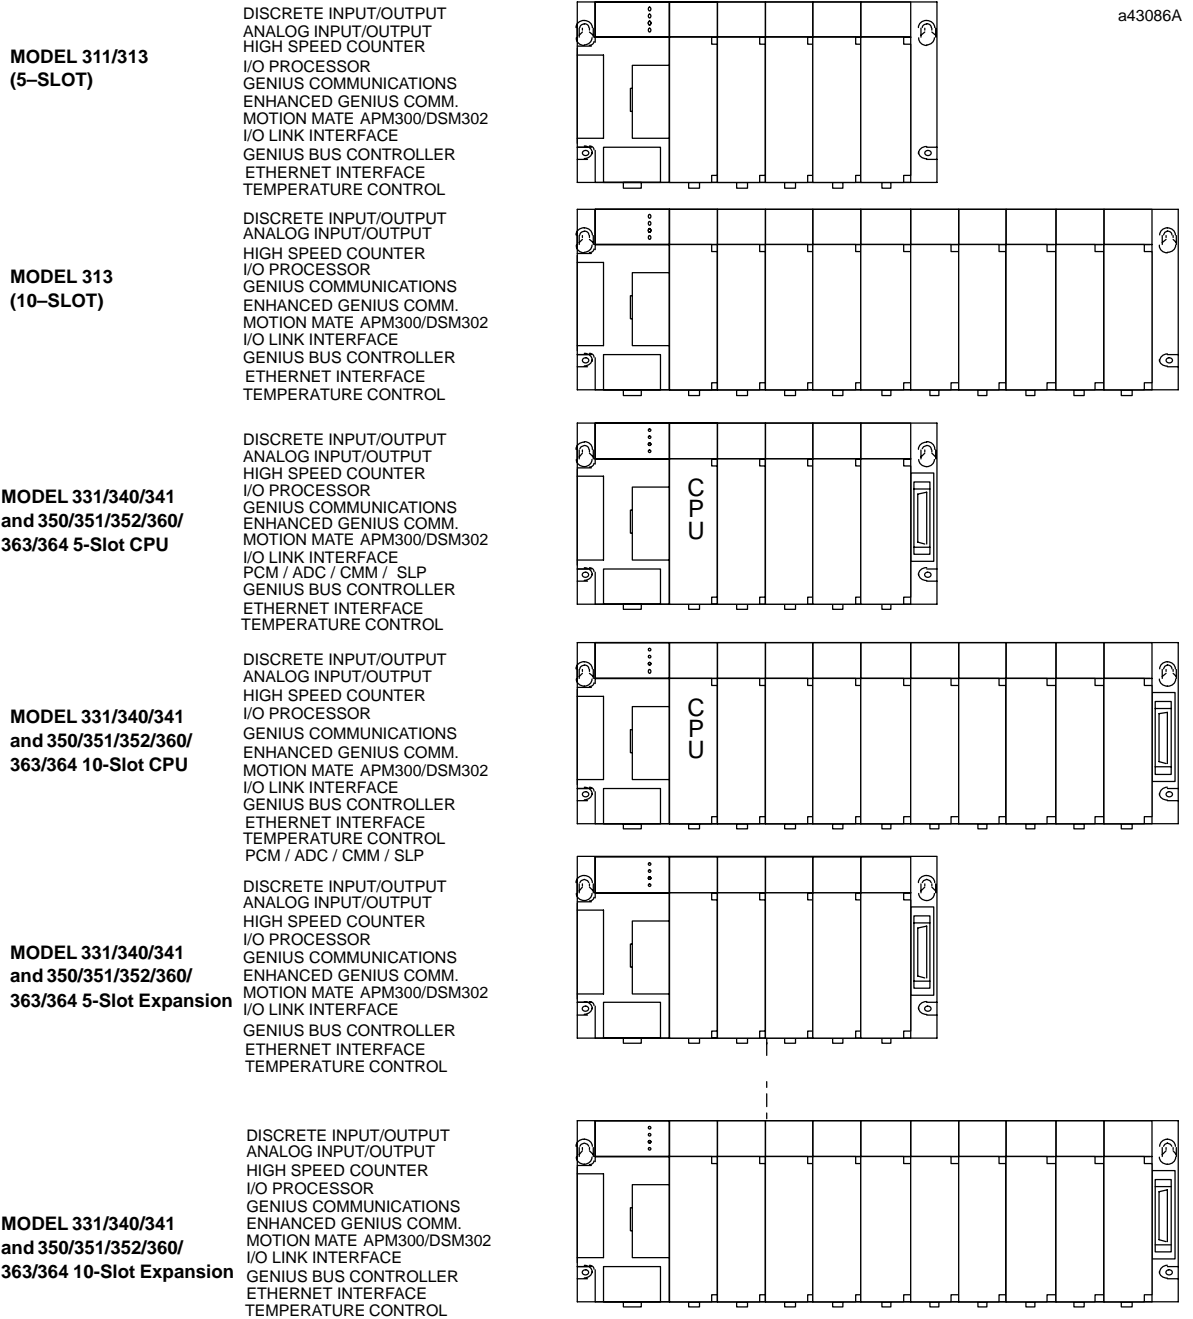 a43086A
MODEL 311/313
(5–SLOT)
DISCRETE INPUT/OUTPUT
ANALOG INPUT/OUTPUT
HIGH SPEED COUNTER
I/O PROCESSOR
GENIUS COMMUNICATIONS
ENHANCED GENIUS COMM.
MOTION MATE APM300/DSM302
I/O LINK INTERFACE
GENIUS BUS CONTROLLER
ETHERNET INTERFACE
TEMPERATURE CONTROL
MODEL 313
(10–SLOT)
DISCRETE INPUT/OUTPUT
ANALOG INPUT/OUTPUT
HIGH SPEED COUNTER
I/O PROCESSOR
GENIUS COMMUNICATIONS
ENHANCED GENIUS COMM.
MOTION MATE APM300/DSM302
I/O LINK INTERFACE
GENIUS BUS CONTROLLER
ETHERNET INTERFACE
TEMPERATURE CONTROL
MODEL 331/340/341
and 350/351/352/360/
363/364 5-Slot CPU
DISCRETE INPUT/OUTPUT
ANALOG INPUT/OUTPUT
HIGH SPEED COUNTER
I/O PROCESSOR
GENIUS COMMUNICATIONS
ENHANCED GENIUS COMM.
MOTION MATE APM300/DSM302
I/O LINK INTERFACE
PCM / ADC / CMM / SLP
GENIUS BUS CONTROLLER
ETHERNET INTERFACE
TEMPERATURE CONTROL
C
P
U
MODEL 331/340/341
and 350/351/352/360/
363/364 10-Slot CPU
DISCRETE INPUT/OUTPUT
ANALOG INPUT/OUTPUT
HIGH SPEED COUNTER
I/O PROCESSOR
GENIUS COMMUNICATIONS
ENHANCED GENIUS COMM.
MOTION MATE APM300/DSM302
I/O LINK INTERFACE
GENIUS BUS CONTROLLER
ETHERNET INTERFACE
TEMPERATURE CONTROL
PCM / ADC / CMM / SLP
C
P
U
MODEL 331/340/341
and 350/351/352/360/
363/364 5-Slot Expansion
DISCRETE INPUT/OUTPUT
ANALOG INPUT/OUTPUT
HIGH SPEED COUNTER
I/O PROCESSOR
GENIUS COMMUNICATIONS
ENHANCED GENIUS COMM.
MOTION MATE APM300/DSM302
I/O LINK INTERFACE
GENIUS BUS CONTROLLER
ETHERNET INTERFACE
TEMPERATURE CONTROL
MODEL 331/340/341
and 350/351/352/360/
363/364 10-Slot Expansion
DISCRETE INPUT/OUTPUT
ANALOG INPUT/OUTPUT
HIGH SPEED COUNTER
I/O PROCESSOR
GENIUS COMMUNICATIONS
ENHANCED GENIUS COMM.
MOTION MATE APM300/DSM302
I/O LINK INTERFACE
GENIUS BUS CONTROLLER
ETHERNET INTERFACE
TEMPERATURE CONTROL